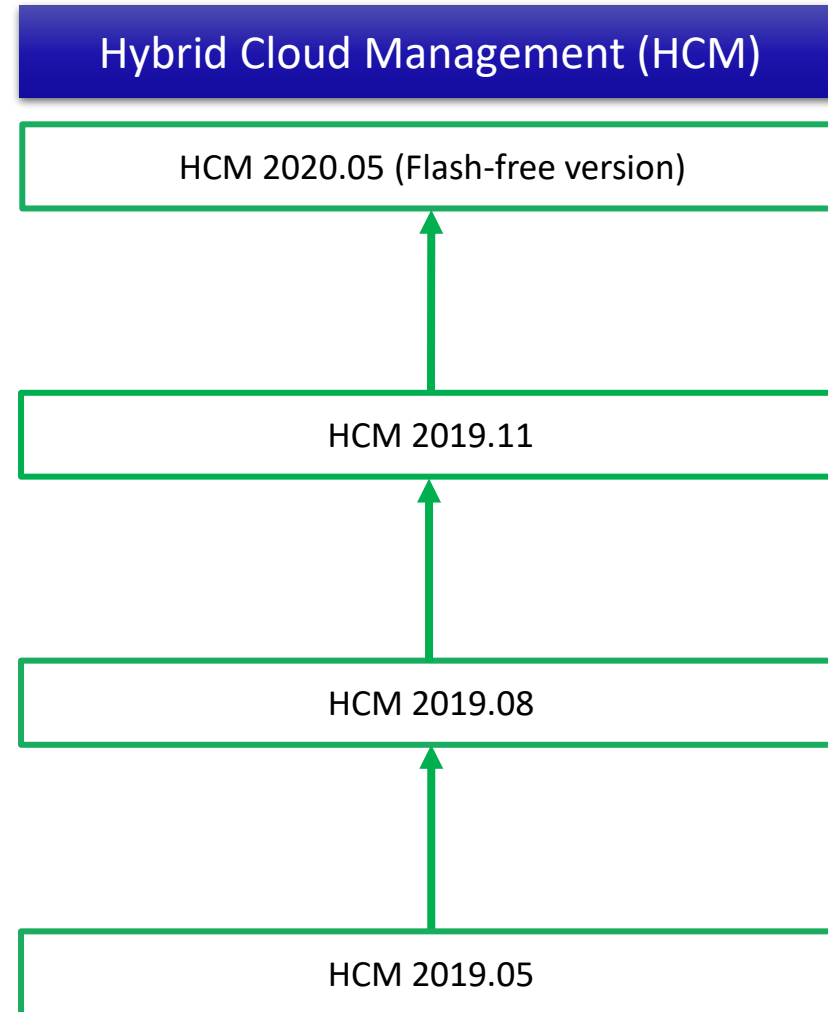 Hybrid Cloud Management (HCM)
HCM 2020.05 (Flash-free version)
HCM 2019.11
HCM 2019.08
HCM 2019.05